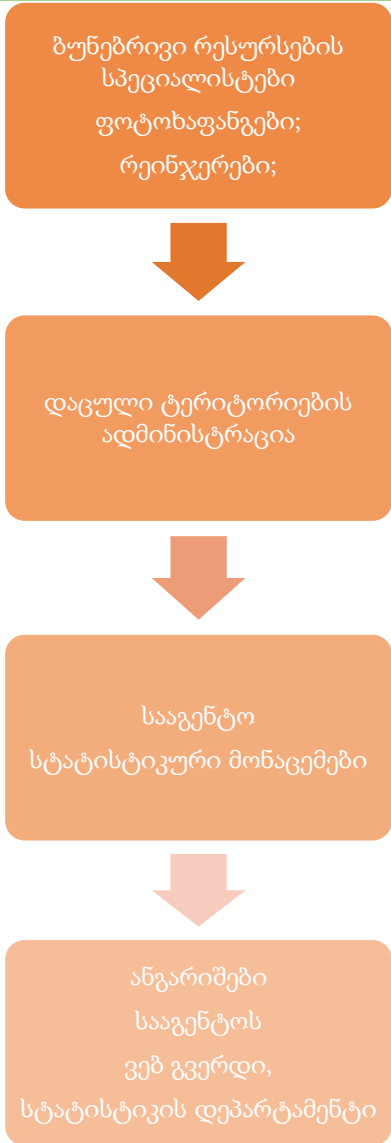 ბუნებრივი რესურსების
სპეციალისტები
ფოტოხაფანგები;
რეინჯერები;
დაცული ტერიტორიების
ადმინისტრაცია
სააგენტო
სტატისტიკური მონაცემები
ანგარიშები
სააგენტოს
ვებ გვერდი,
სტატისტიკის დეპარტამენტი